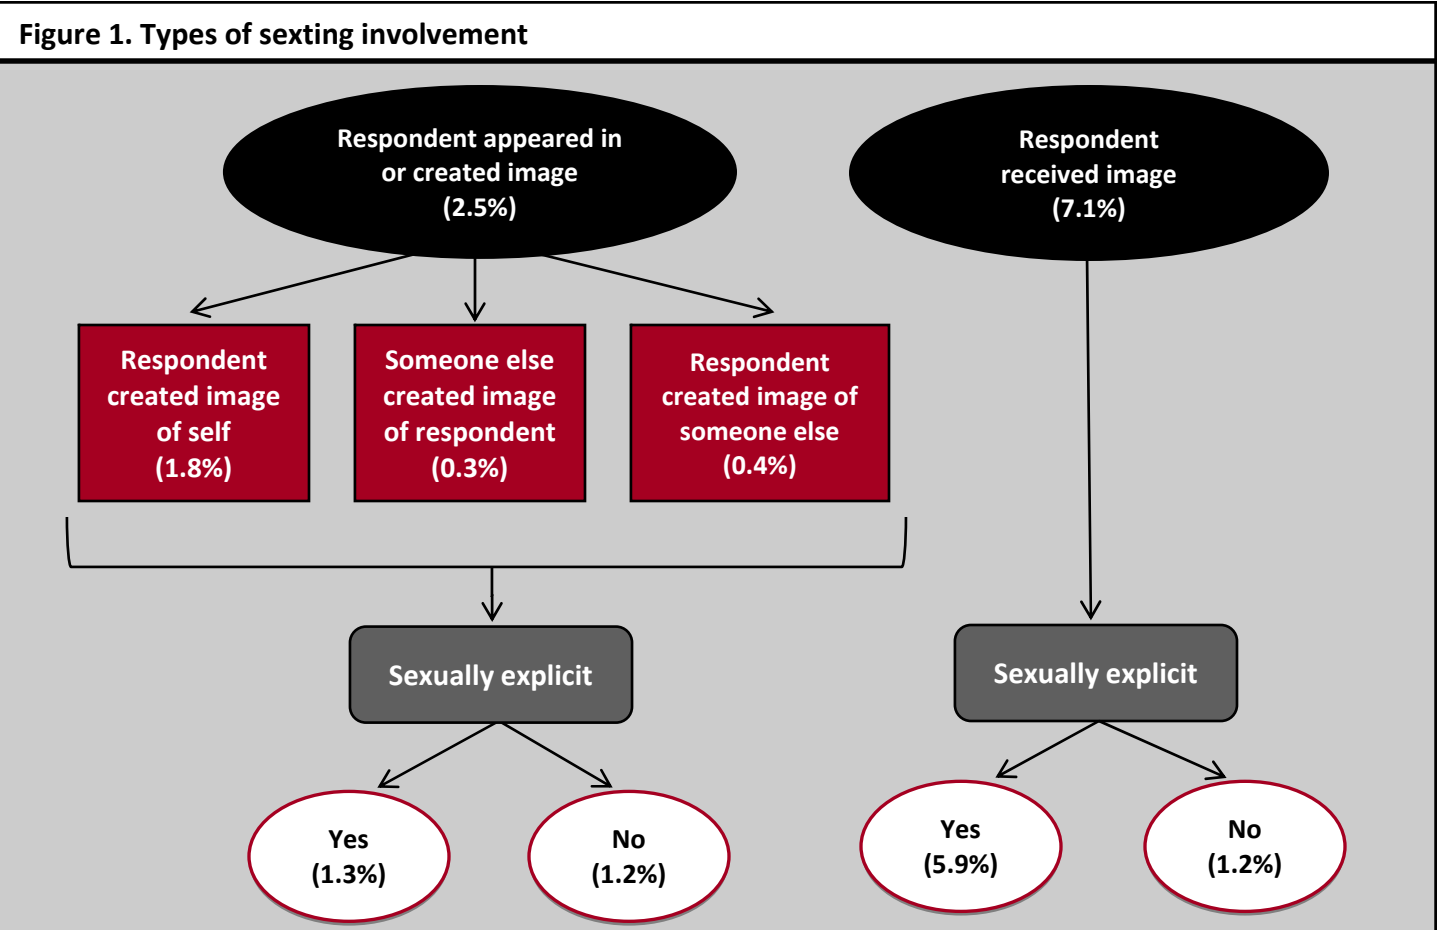 Figure 1. Types of sexting involvement
Respondent appeared in
or created image
(2.5%)
Respondent
received image
(7.1%)
Respondent
created image
of self
(1.8%)
Someone else
created image
of respondent
(0.3%)
Respondent
created image of
someone else
(0.4%)
Sexually explicit
Sexually explicit
Yes
(1.3%)
No
(1.2%)
Yes
(5.9%)
No
(1.2%)